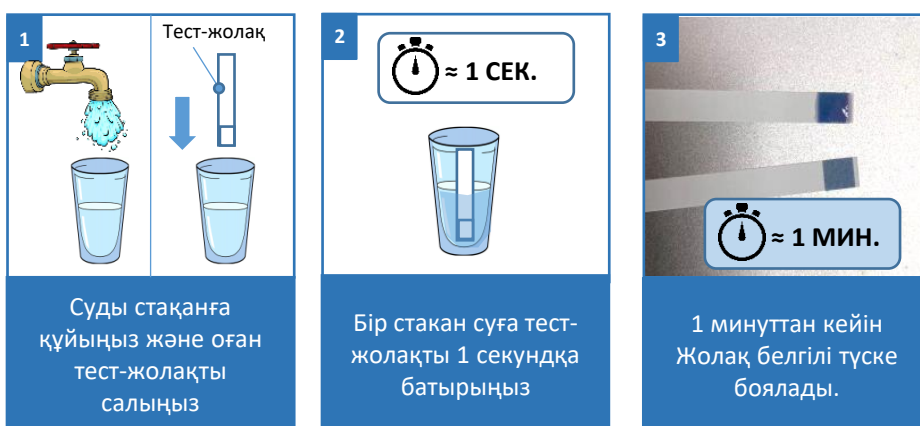 1
Тест-жолақ
Суды стақанға
құйыңыз және оған
тест-жолақты
салыңыз
2
≈ 1 СЕК.
Бір стакан суға тест-
жолақты 1 секундқа
батырыңыз
3
≈ 1 МИН.
1 минуттан кейін
Жолақ белгілі түске
боялады.